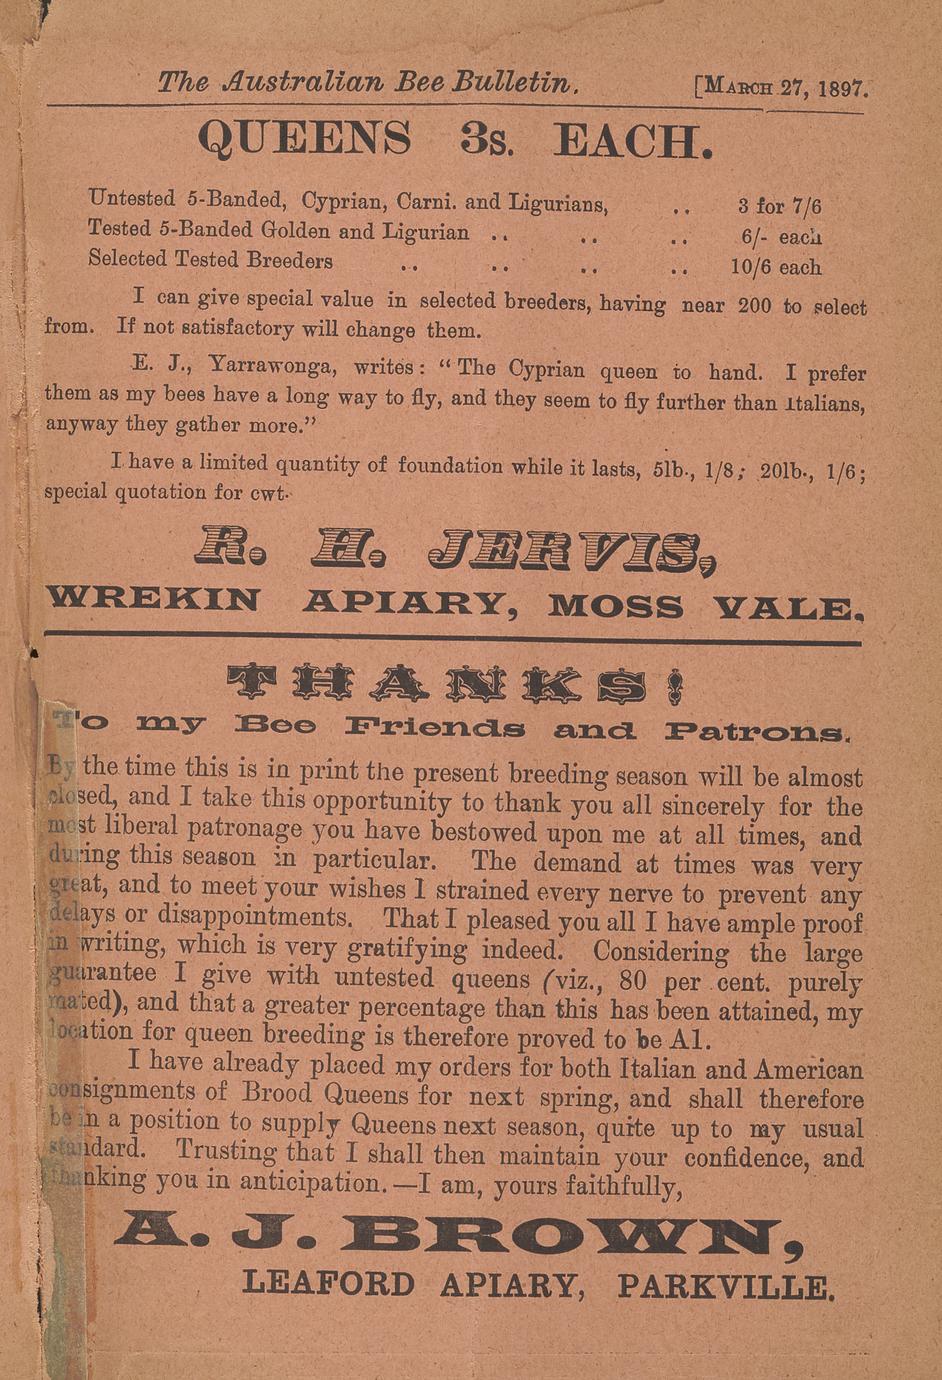 The Australian Bee Bulletin. [MARCH 27, 1897.
QUEENS 3s. EACH.
Untested 5-Banded, Cyprian, Carni. and Ligurians, .. 3 for 7/6
Tested 5-Banded Golden and Ligurian .. .. .. 6/- each
Selected Tested Breeders .. .. .. .. 10/6 each
I can give special value in selected breeders, having near 200 to select
from. If not satisfactory will change them.
E. J., Yarrawonga, writes: “The Cyprian queen to hand. I prefer
them as my bees have a long way to fly, and they seem to fly further than Italians,
anyway they gather more.”
I have a limited quantity of foundation while it lasts, 5lb., 1/8; 20lb., 1/6;
special quotation for cwt.
R. H. JERVIS,
WREKIN APIARY, MOSS VALE.
THANKS!
To my Bee Friends and Patrons.
By the time this is in print the present breeding season will be almost
closed, and I take this opportunity to thank you all sincerely for the
most liberal patronage you have bestowed upon me at all times, and
during this season in particular. The demand at times was very
great, and to meet your wishes I strained every nerve to prevent any
delays or disappointments. That I pleased you all I have ample proof
in writing, which is very gratifying indeed. Considering the large
guarantee I give with untested queens (viz., 80 per cent. purely
mated), and that a greater percentage than this has been attained, my
location for queen breeding is therefore proved to be A1.
I have already placed my orders for both Italian and American
consignments of Brood Queens for next spring, and shall therefore
be in a position to supply Queens next season, quite up to my usual
standard. Trusting that I shall then maintain your confidence, and
thanking you in anticipation.—I am, yours faithfully,
A. J. BROWN,
LEAFORD APIARY, PARKVILLE.